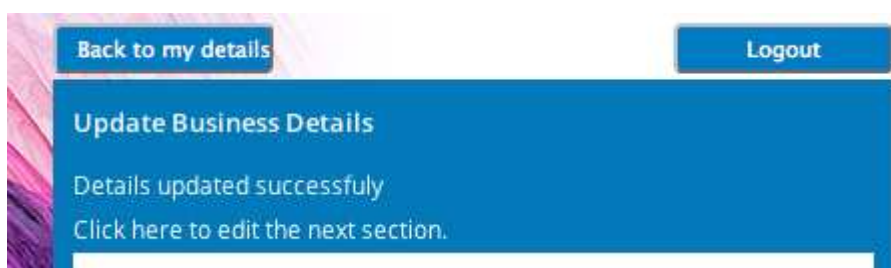 Back to my details
Logout
Update Business Details
Details updated successfuly
Click here to edit the next section.